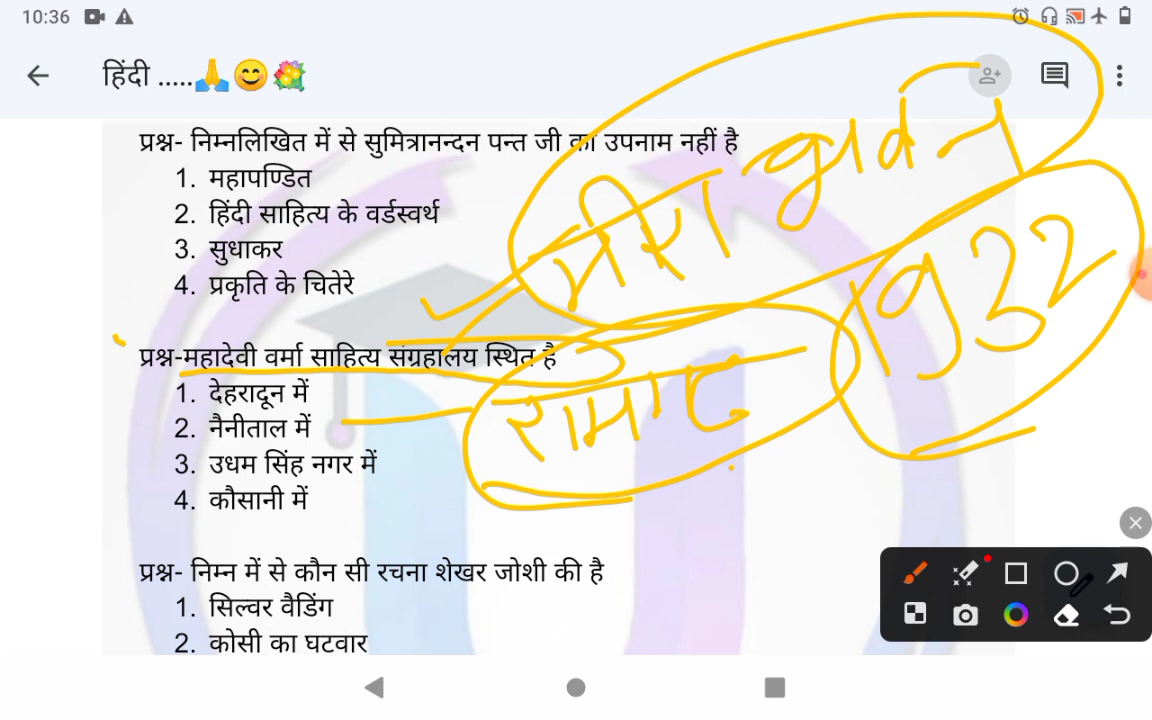 10:36
हिंदी .....🙏😊💐
प्रश्न- निम्नलिखित में से सुमित्रानन्दन पन्त जी का उपनाम नहीं है
1. महापण्डित
2. हिंदी साहित्य के वर्डस्वर्थ
3. सुधाकर
4. प्रकृति के चितेरे
मीरा कुर्टीर
1932
प्रश्न-महादेवी वर्मा साहित्य संग्रहालय स्थित है
1. देहरादून में
2. नैनीताल में
3. उधम सिंह नगर में
4. कौसानी में
रामगढ़
प्रश्न- निम्न में से कौन सी रचना शेखर जोशी की है
1. सिल्वर वैडिंग
2. कोसी का घटवार